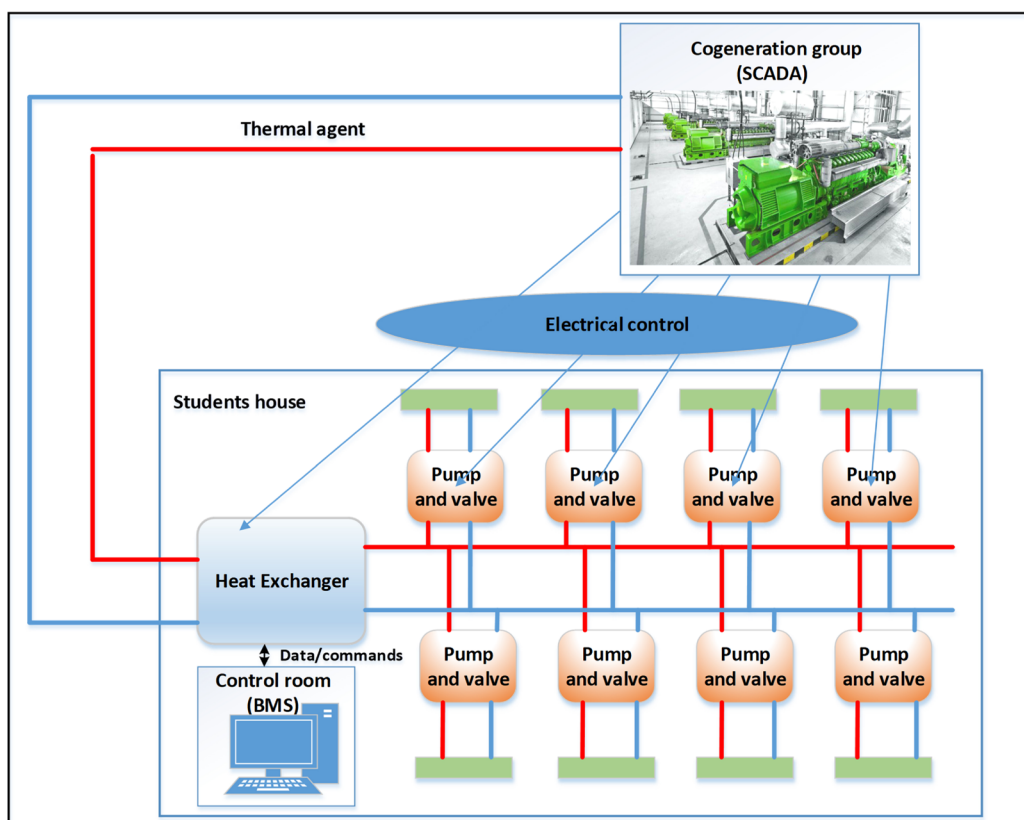 Cogeneration group
(SCADA)
Thermal agent
Electrical control
Students house
Pump
and valve
Pump
and valve
Pump
and valve
Pump
and valve
Heat Exchanger
Data/commands
Control room
(BMS)
Pump
and valve
Pump
and valve
Pump
and valve
Pump
and valve